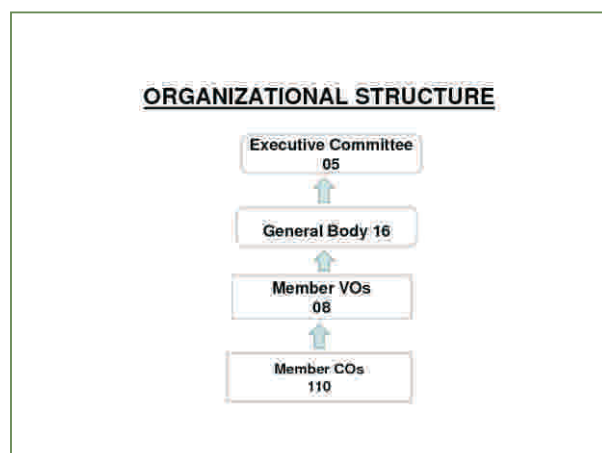 ORGANIZATIONAL STRUCTURE
Executive Committee
05
General Body 16
Member VOs
08
Member COs
110